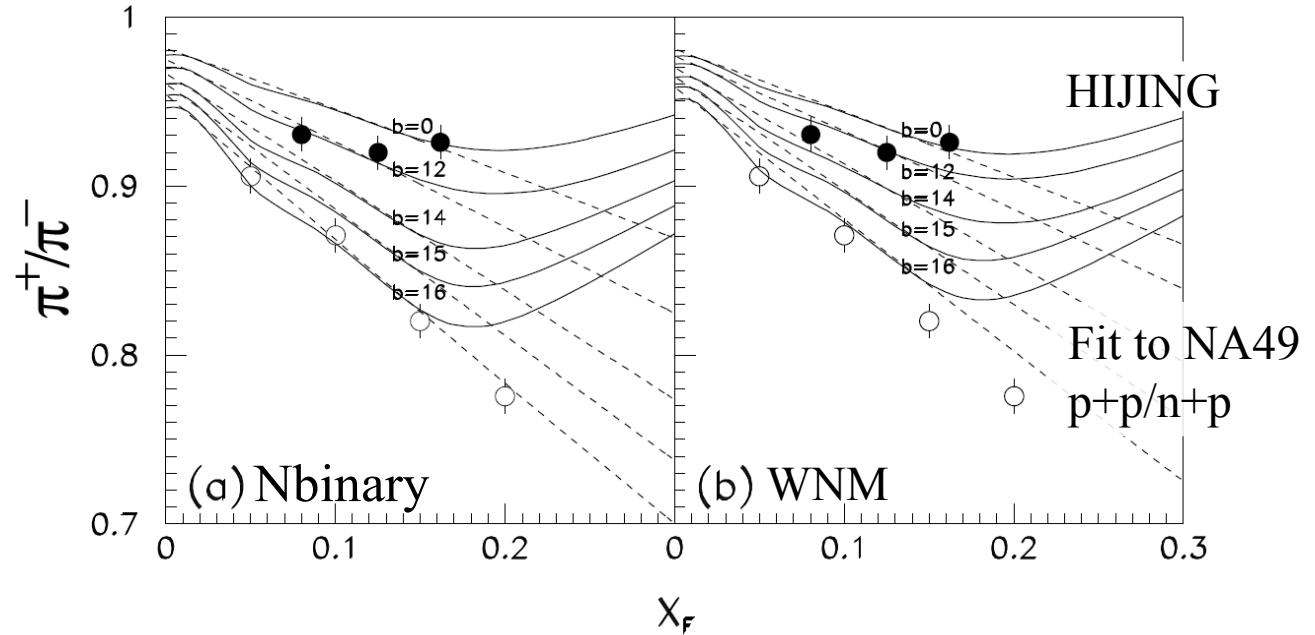 1
0.9
0.8
0.7
π⁺/π⁻
b=0
b=12
b=14
b=15
b=16
(a) Nbinary
0
0.1
0.2
b=0
b=12
b=14
b=15
b=16
HIJING
Fit to NA49
p+p/n+p
(b) WNM
0
0.1
0.2
0.3
X_F